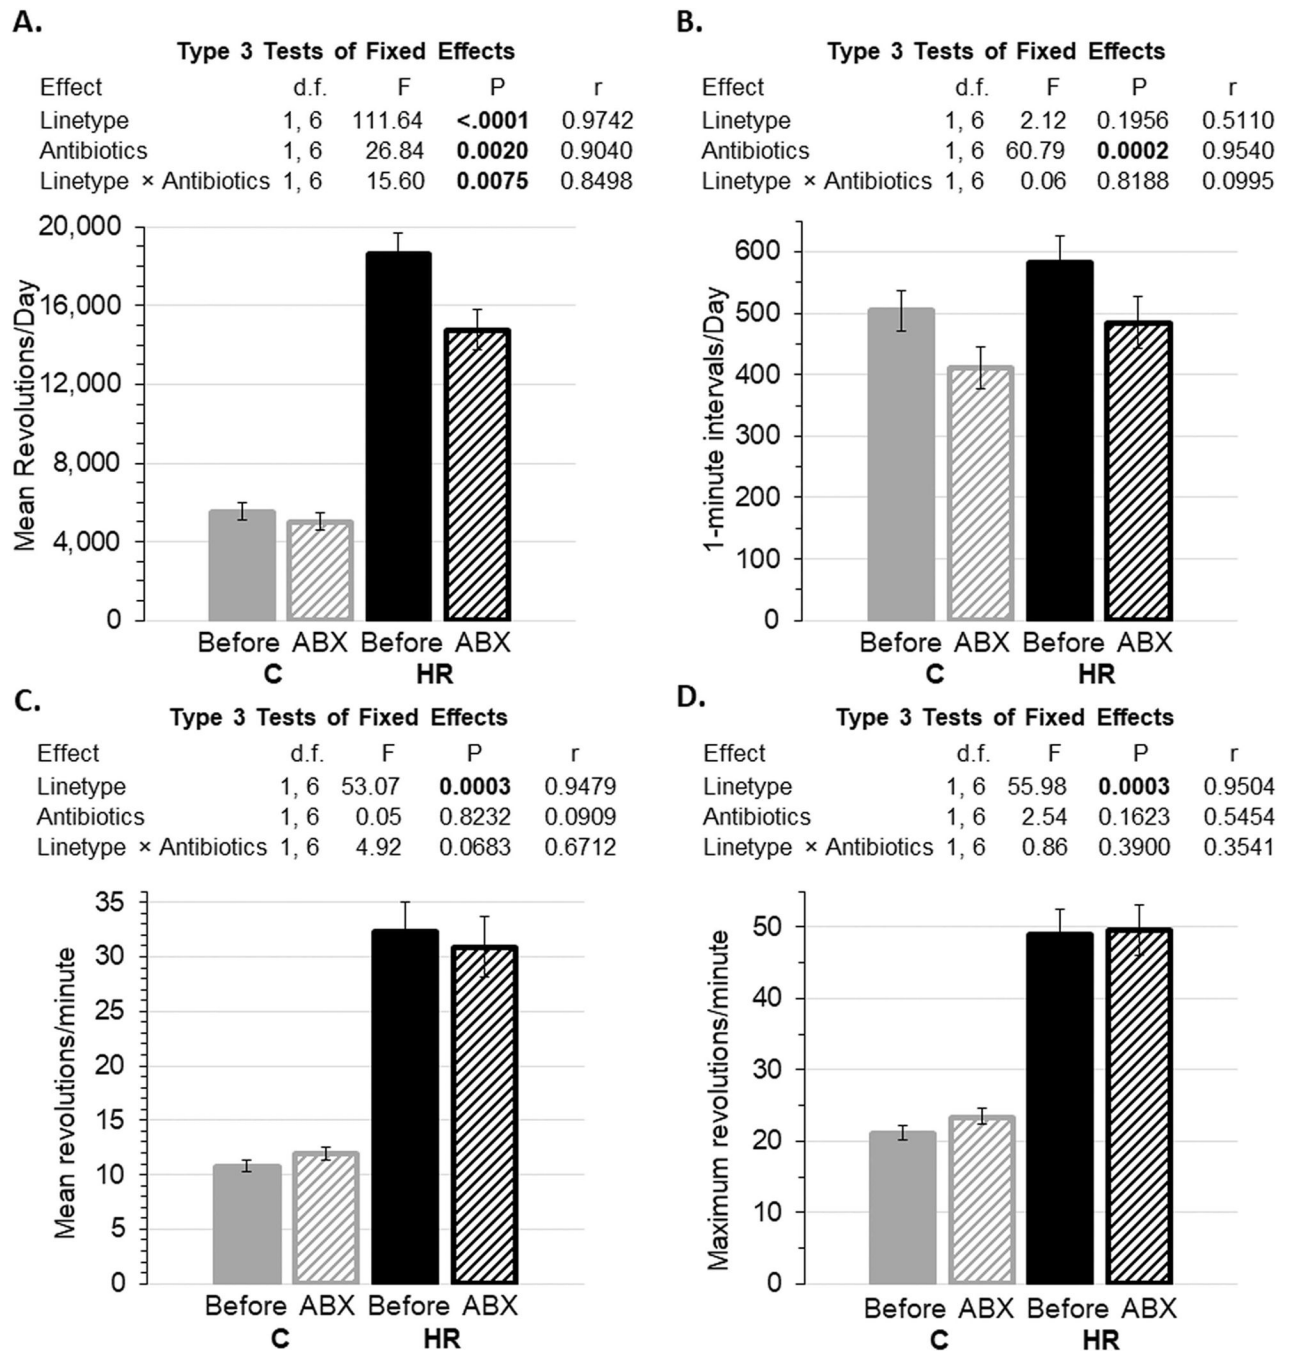 A.
Type 3 Tests of Fixed Effects
Effect d.f. F P r
Linetype 1, 6 111.64 <.0001 0.9742
Antibiotics 1, 6 26.84 0.0020 0.9040
Linetype × Antibiotics 1, 6 15.60 0.0075 0.8498
Mean Revolutions/Day
20,000
16,000
12,000
8,000
4,000
0
Before ABX Before ABX
C HR
B.
Type 3 Tests of Fixed Effects
Effect d.f. F P r
Linetype 1, 6 2.12 0.1956 0.5110
Antibiotics 1, 6 60.79 0.0002 0.9540
Linetype × Antibiotics 1, 6 0.06 0.8188 0.0995
1-minute intervals/Day
600
500
400
300
200
100
0
Before ABX Before ABX
C HR
C.
Type 3 Tests of Fixed Effects
Effect d.f. F P r
Linetype 1, 6 53.07 0.0003 0.9479
Antibiotics 1, 6 0.05 0.8232 0.0909
Linetype × Antibiotics 1, 6 4.92 0.0683 0.6712
Mean revolutions/minute
35
30
25
20
15
10
5
0
Before ABX Before ABX
C HR
D.
Type 3 Tests of Fixed Effects
Effect d.f. F P r
Linetype 1, 6 55.98 0.0003 0.9504
Antibiotics 1, 6 2.54 0.1623 0.5454
Linetype × Antibiotics 1, 6 0.86 0.3900 0.3541
Maximum revolutions/minute
50
40
30
20
10
0
Before ABX Before ABX
C HR